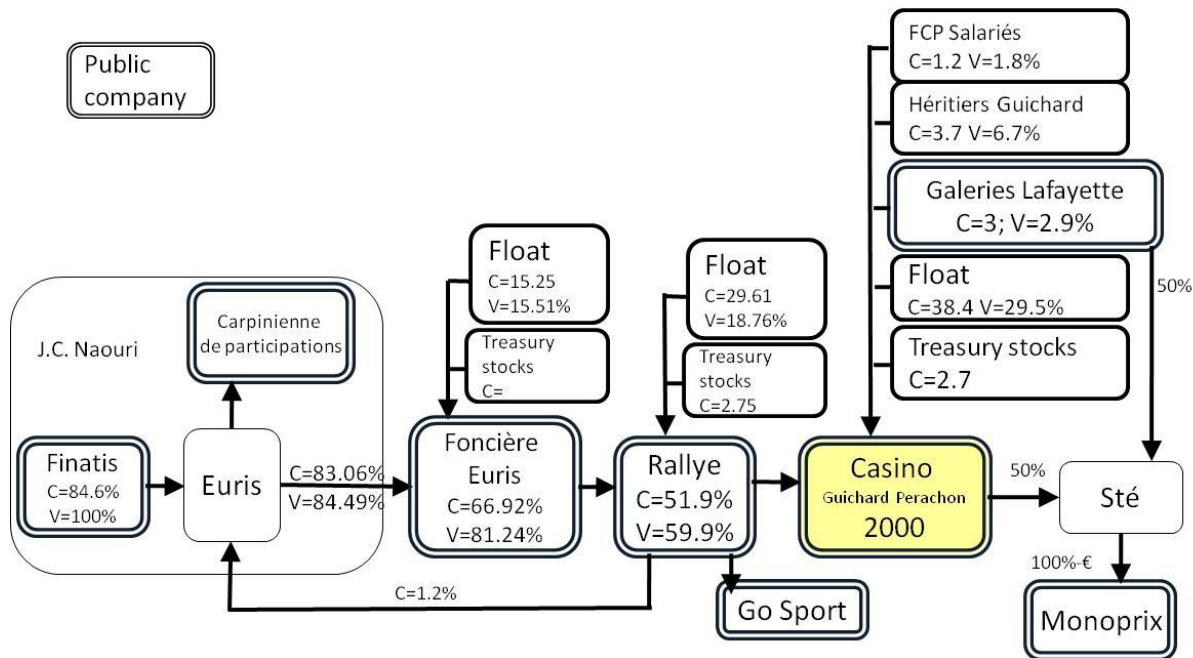 Public
company
FCP Salariés
C=1.2 V=1.8%
Héritiers Guichard
C=3.7 V=6.7%
Galeries Lafayette
C=3; V=2.9%
Float
C=38.4 V=29.5%
Treasury stocks
C=2.7
50%
Float
C=15.25
V=15.51%
Treasury
stocks
C=
Float
C=29.61
V=18.76%
Treasury
stocks
C=2.75
J.C. Naouri
Carpinienne
de participations
Finatis
C=84.6%
V=100%
Euris
C=83.06%
V=84.49%
Foncière
Euris
C=66.92%
V=81.24%
Rallye
C=51.9%
V=59.9%
Casino
Guichard Perachon
2000
50%
Sté
C=1.2%
Go Sport
100%-€
Monoprix